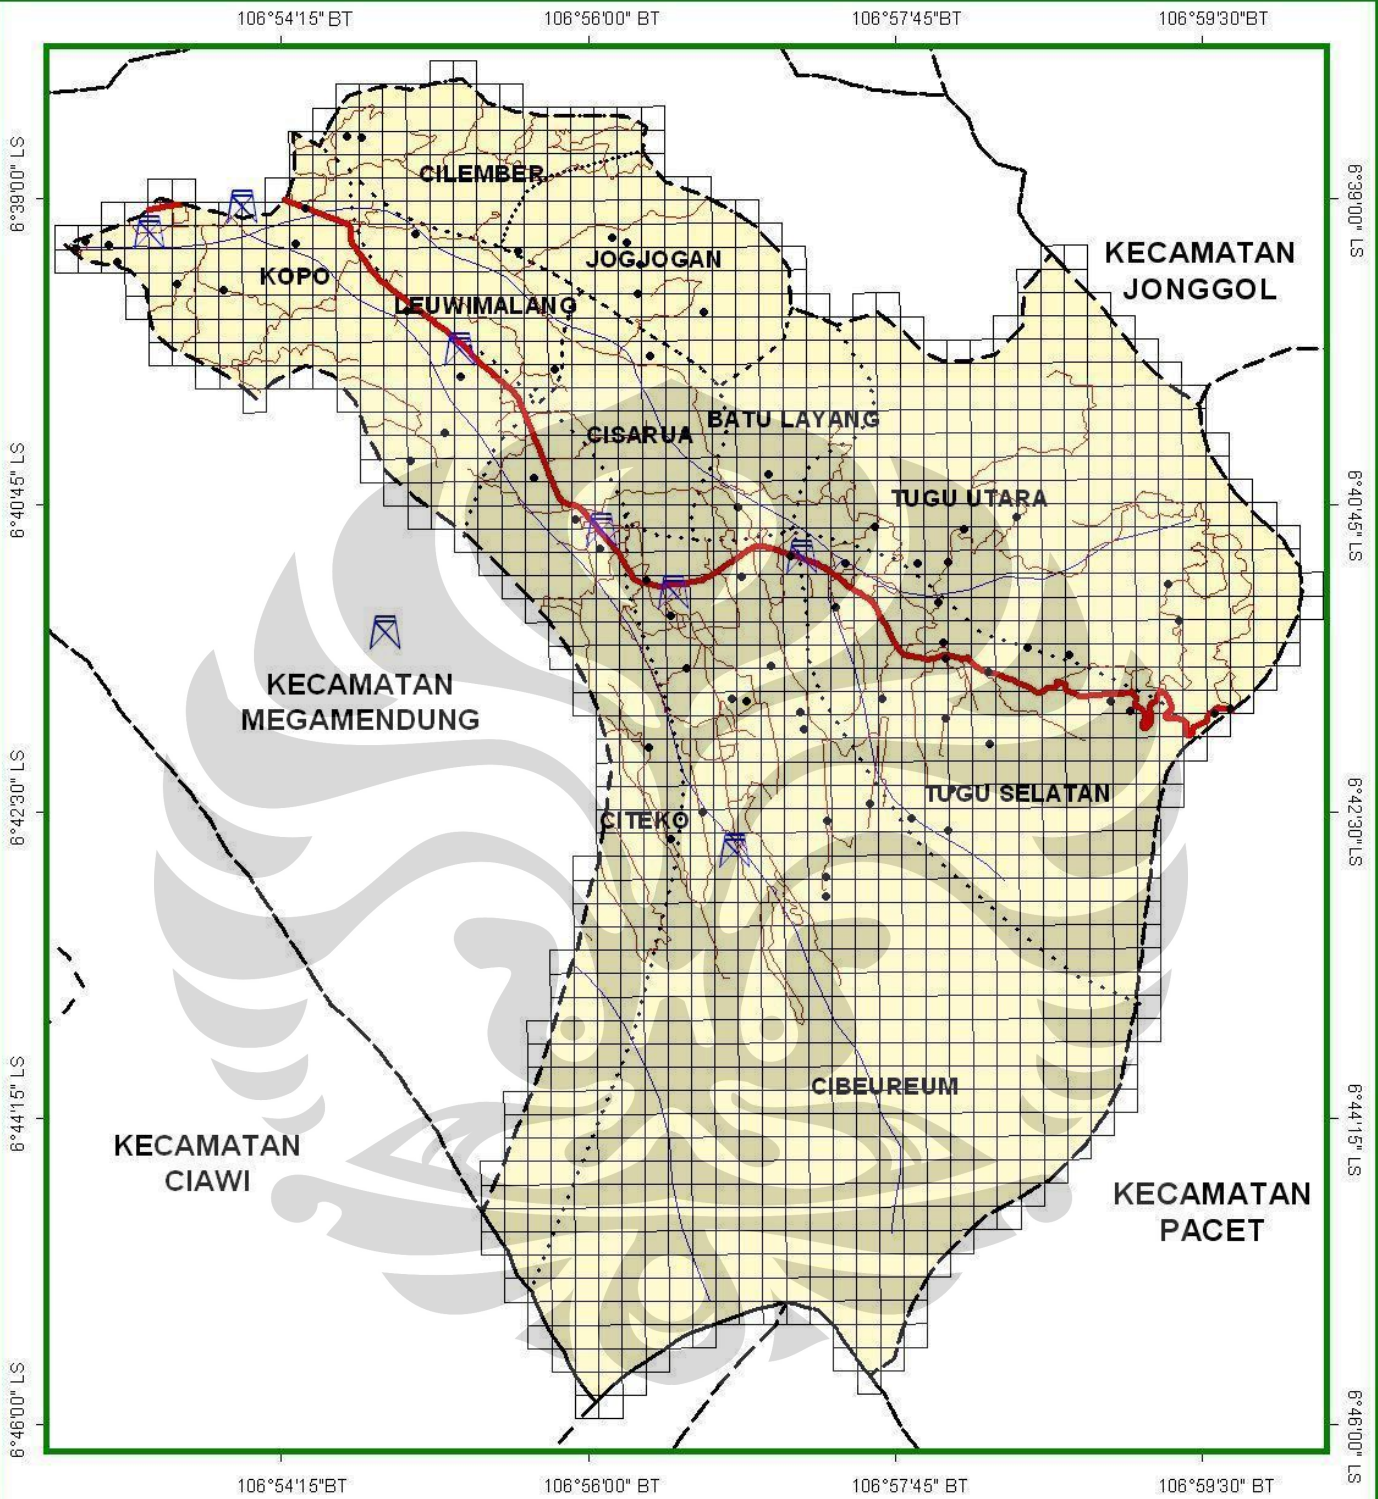 106°54'15" BT
106°56'00" BT
106°57'45" BT
106°59'30"BT
6°39'00" LS
6°39'00" LS
CILEMBER
JOGJOGAN
KECAMATAN
JONGGOL
KOPO
LEUWIMALANG
BATU LAYANG
CISARUA
6°40'45" LS
6°40'45" LS
TUGU UTARA
KECAMATAN
MEGAMENDUNG
6°42'30" LS
6°42'30" LS
TUGU SELATAN
CITEKO
CIBEUREUM
6°44'15" LS
6°44'15" LS
KECAMATAN
CIAWI
KECAMATAN
PACET
6°46'00" LS
6°46'00" LS
106°54'15"BT
106°56'00" BT
106°57'45" BT
106°59'30" BT